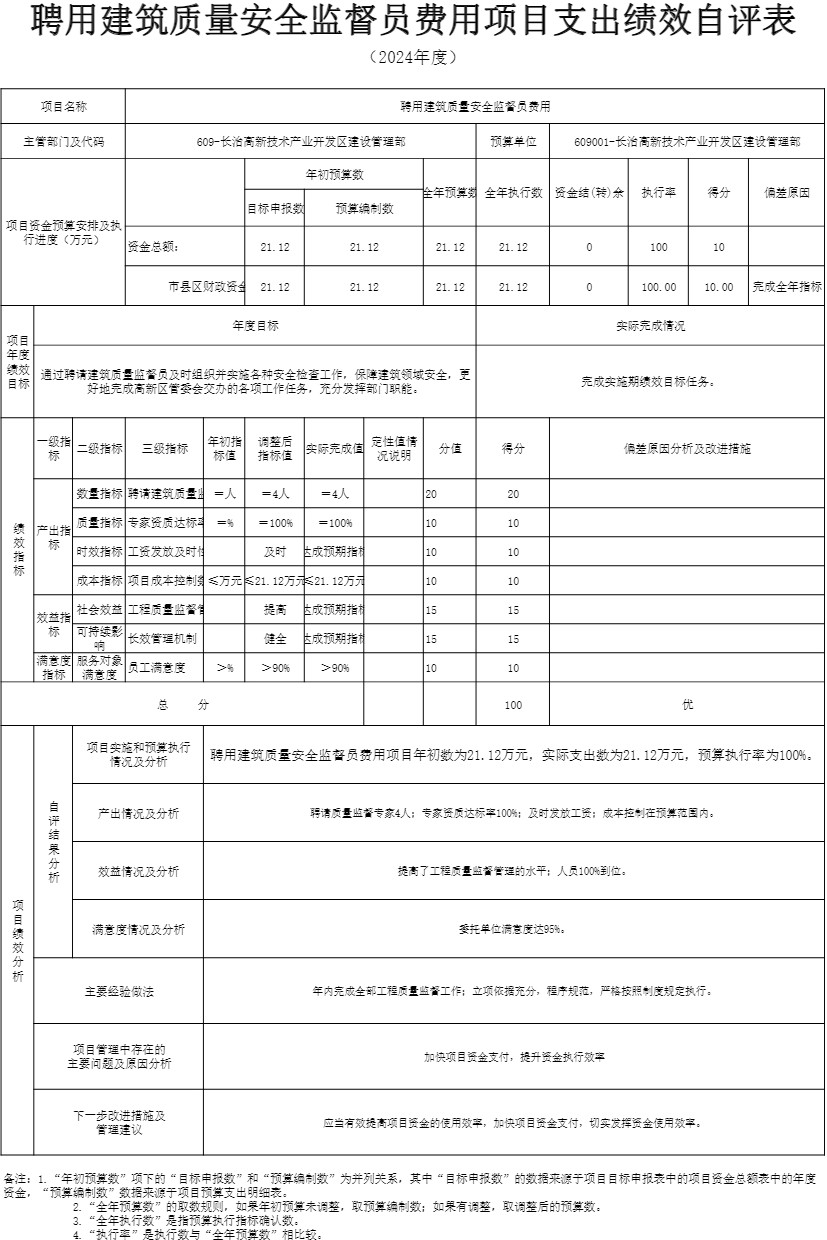 聘用建筑质量安全监督员费用项目支出绩效自评表
（2024年度）
项目名称 聘用建筑质量安全监督员费用
主管部门及代码 609-长治高新技术产业开发区建设管理部 预算单位 609001-长治高新技术产业开发区建设管理部
项目资金预算安排及执行进度（万元） 年初预算数 全年预算数 全年执行数 资金结(转)余 执行率 得分 偏差原因
目标申报数 预算编制数
资金总额： 21.12 21.12 21.12 21.12 0 100 10
市县区财政资金 21.12 21.12 21.12 21.12 0 100.00 10.00 完成全年指标
项目年度绩效目标 年度目标 实际完成情况
通过聘请建筑质量监督员及时组织并实施各种安全检查工作，保障建筑领域安全，更
好地完成高新区管委会交办的各项工作任务，充分发挥部门职能。 完成实施期绩效目标任务。
绩效指标 一级指标 二级指标 三级指标 年初指标值 调整后指标值 实际完成值 定性值情况说明 分值 得分 偏差原因分析及改进措施
产出指标 数量指标 聘请建筑质量监 ＝人 ＝4人 ＝4人 20 20
质量指标 专家资质达标率 ＝% ＝100% ＝100% 10 10
时效指标 工资发放及时性 及时 达成预期指标 10 10
成本指标 项目成本控制数 ≤万元 ≤21.12万元 ≤21.12万元 10 10
效益指标 社会效益 工程质量监督管 提高 达成预期指标 15 15
可持续影响 长效管理机制 健全 达成预期指标 15 15
满意度指标 服务对象满意度 员工满意度 ＞% ＞90% ＞90% 10 10
总 分 100 优
项目绩效分析 自评结果分析 项目实施和预算执行情况及分析 聘用建筑质量安全监督员费用项目年初数为21.12万元，实际支出数为21.12万元，预算执行率为100%。
产出情况及分析 聘请质量监督专家4人；专家资质达标率100%；及时发放工资；成本控制在预算范围内。
效益情况及分析 提高了工程质量监督管理的水平；人员100%到位。
满意度情况及分析 委托单位满意度达95%。
主要经验做法 年内完成全部工程质量监督工作；立项依据充分，程序规范，严格按照制度规定执行。
项目管理中存在的主要问题及原因分析 加快项目资金支付，提升资金执行效率
下一步改进措施及管理建议 应当有效提高项目资金的使用效率，加快项目资金支付，切实发挥资金使用效率。
备注：1.“年初预算数”项下的“目标申报数”和“预算编制数”为并列关系，其中“目标申报数”的数据来源于项目目标申报表中的项目资金总额表中的年度
资金，“预算编制数”数据来源于项目预算支出明细表。
2.“全年预算数”的取数规则，如果年初预算未调整，取预算编制数；如果有调整，取调整后的预算数。
3.“全年执行数”是指预算执行指标确认数。
4.“执行率”是执行数与“全年预算数”相比较。